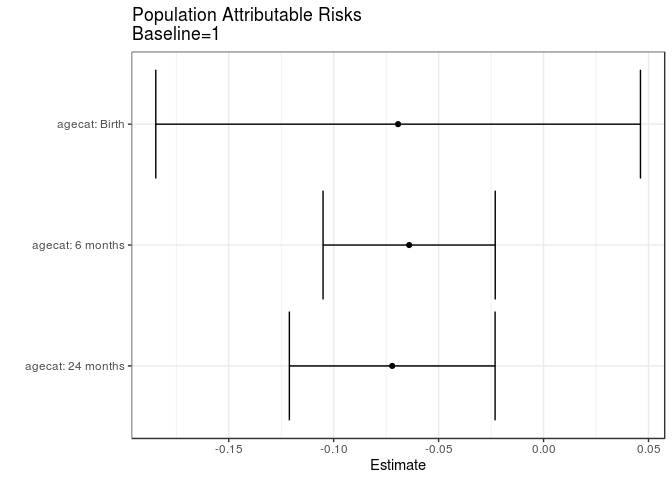 Population Attributable Risks
Baseline=1
agecat: Birth
agecat: 6 months
agecat: 24 months
-0.15 -0.10 -0.05 0.00 0.05
Estimate